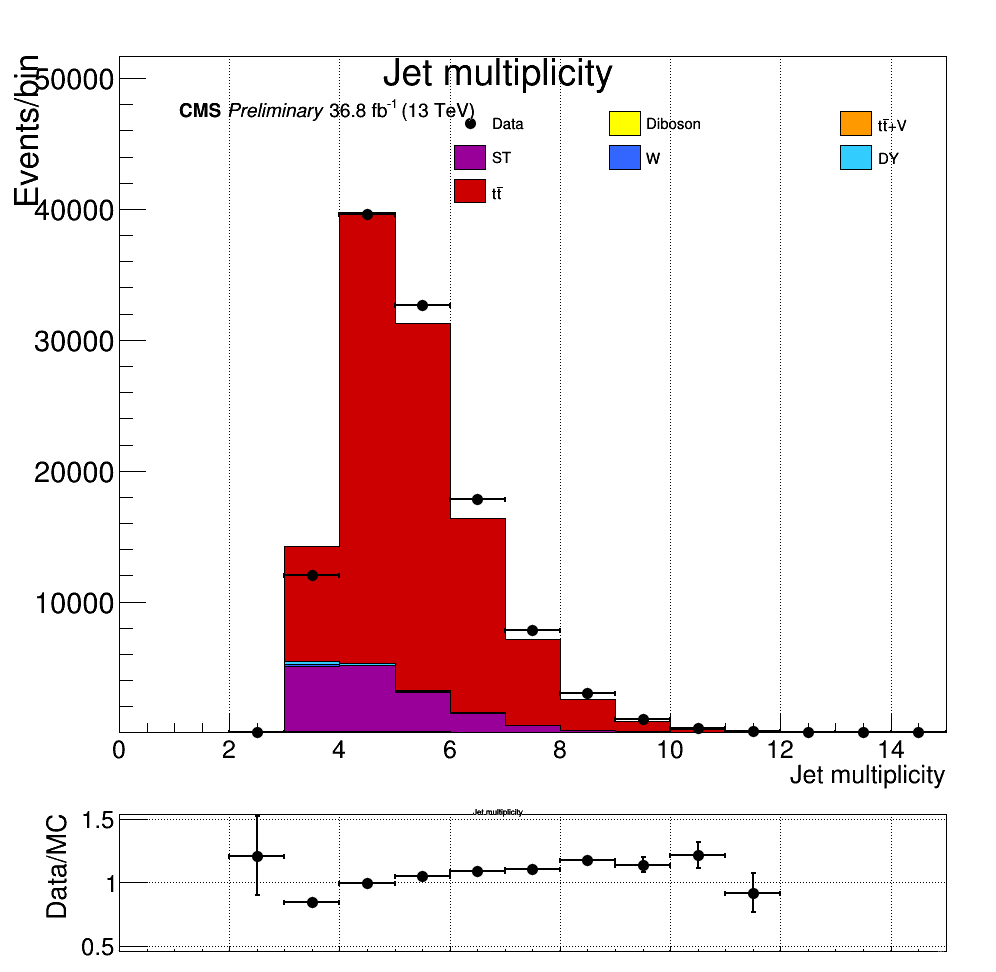 Jet multiplicity
CMS Preliminary 36.8 fb⁻¹ (13 TeV)
Data
Diboson
tt̄+V
ST
W
DY
tt̄
Events/bin
50000
40000
30000
20000
10000
0 2 4 6 8 10 12 14
Jet multiplicity
Jet multiplicity
Data/MC
1.5
1
0.5